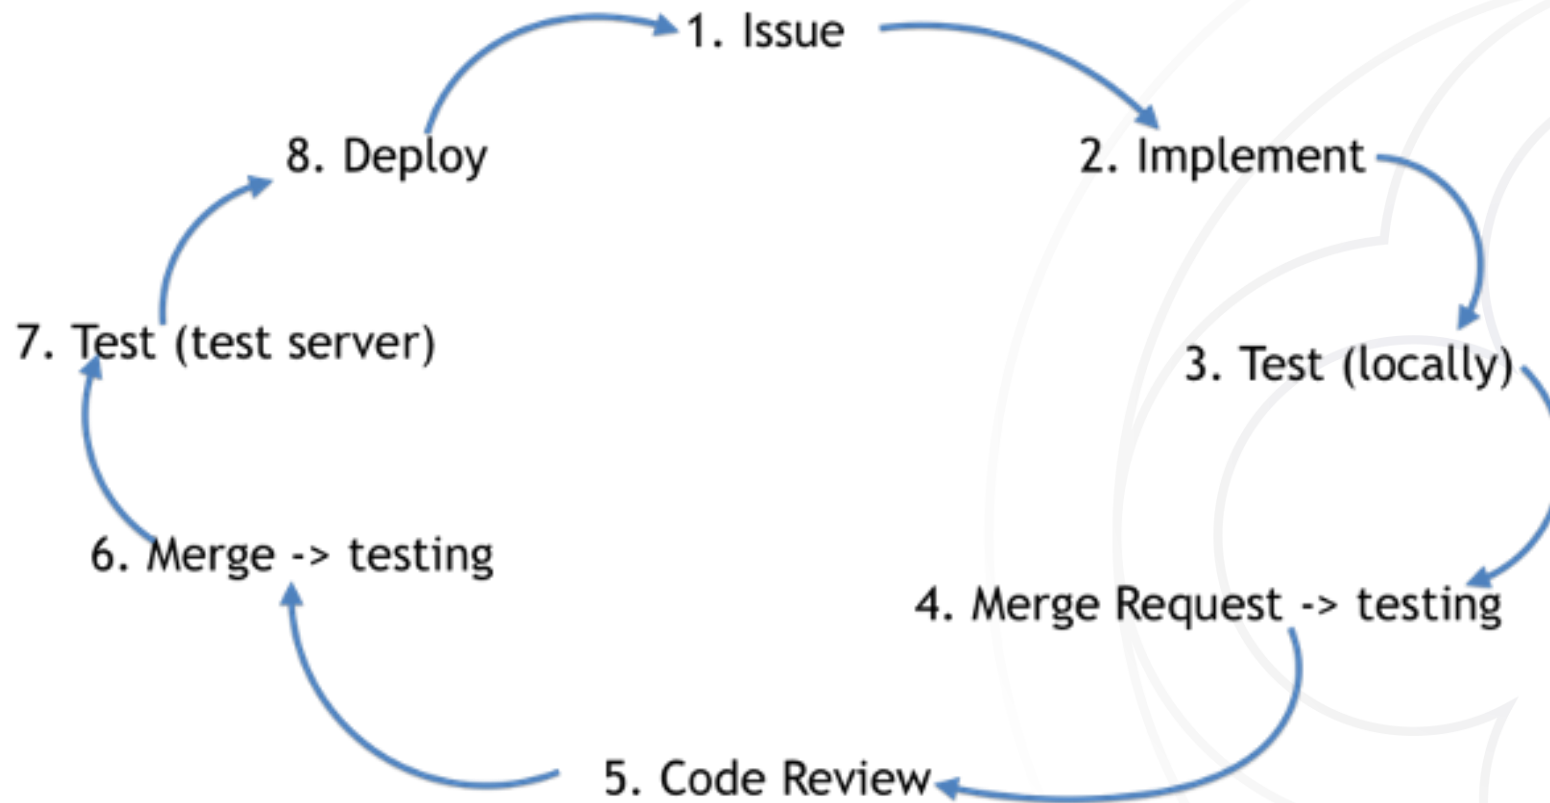 1. Issue
2. Implement
3. Test (locally)
4. Merge Request -> testing
5. Code Review
6. Merge -> testing
7. Test (test server)
8. Deploy